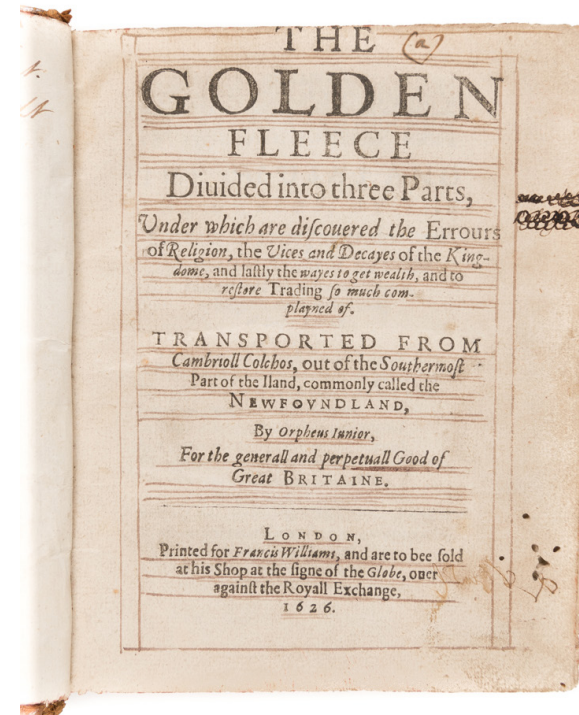 THE (a)
GOLDEN
FLEECE
Diuided into three Parts,
Vnder which are diſcouered the Errours
of Religion, the Vices and Decayes of the King-
dome, and laſtly the wayes to get wealth, and to
reſtore Trading ſo much com-
playned of.
TRANSPORTED FROM
Cambrioll Colchos, out of the Southermoſt
Part of the Iland, commonly called the
NEWFOVNDLAND,
By Orpheus Iunior,
For the generall and perpetuall Good of
Great BRITAINE.
LONDON,
Printed for Francis Williams, and are to bee ſold
at his Shop at the ſigne of the Globe, ouer
againſt the Royall Exchange,
1626.